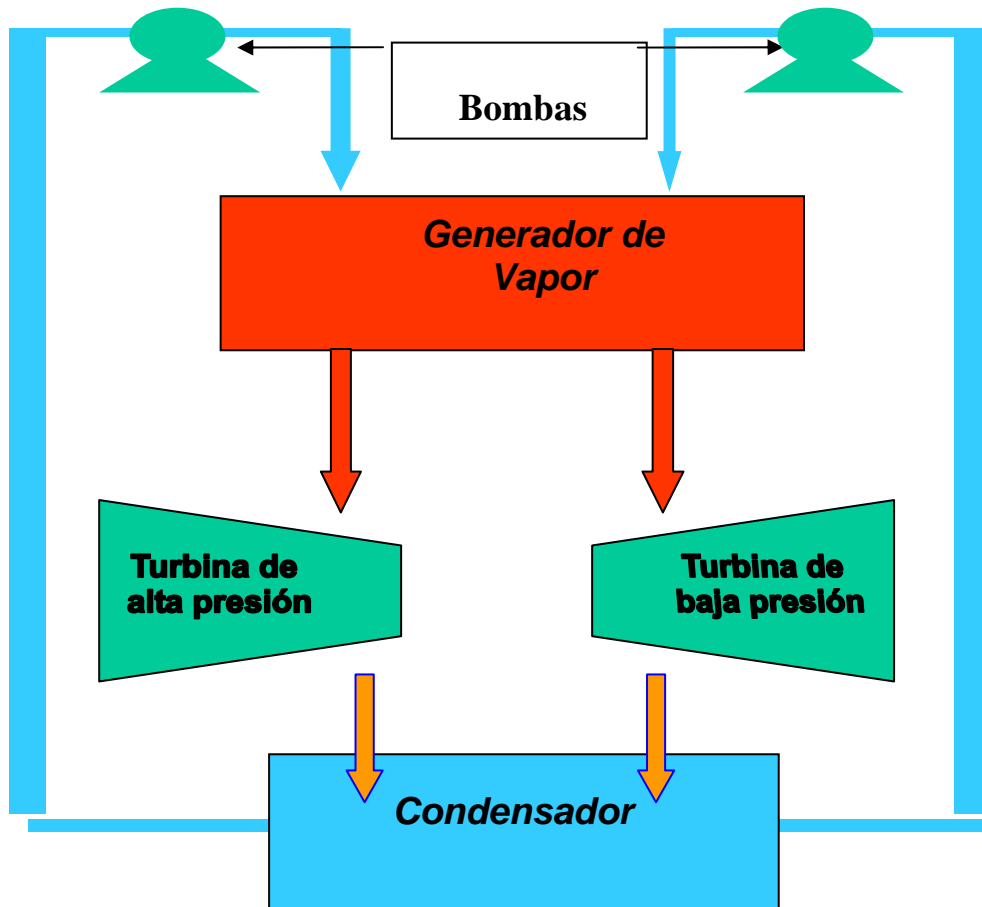 Bombas
Generador de
Vapor
Turbina de
alta presión
Turbina de
baja presión
Condensador